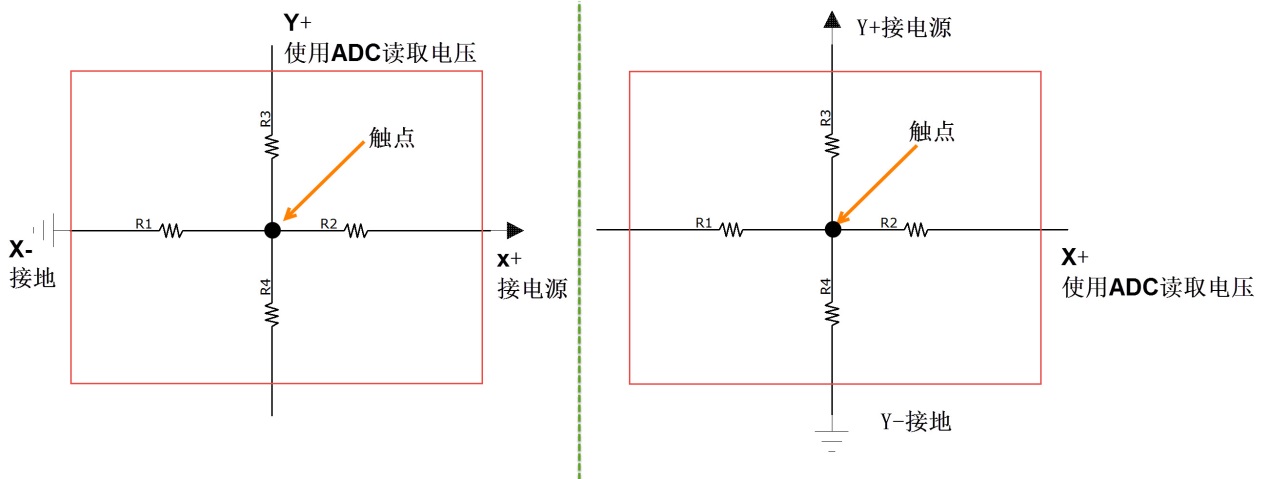 Y+
使用ADC读取电压
R3
触点
R1
R2
X-
接地
x+
接电源
R4
Y+接电源
R3
触点
R1
R2
X+
使用ADC读取电压
R4
Y-接地